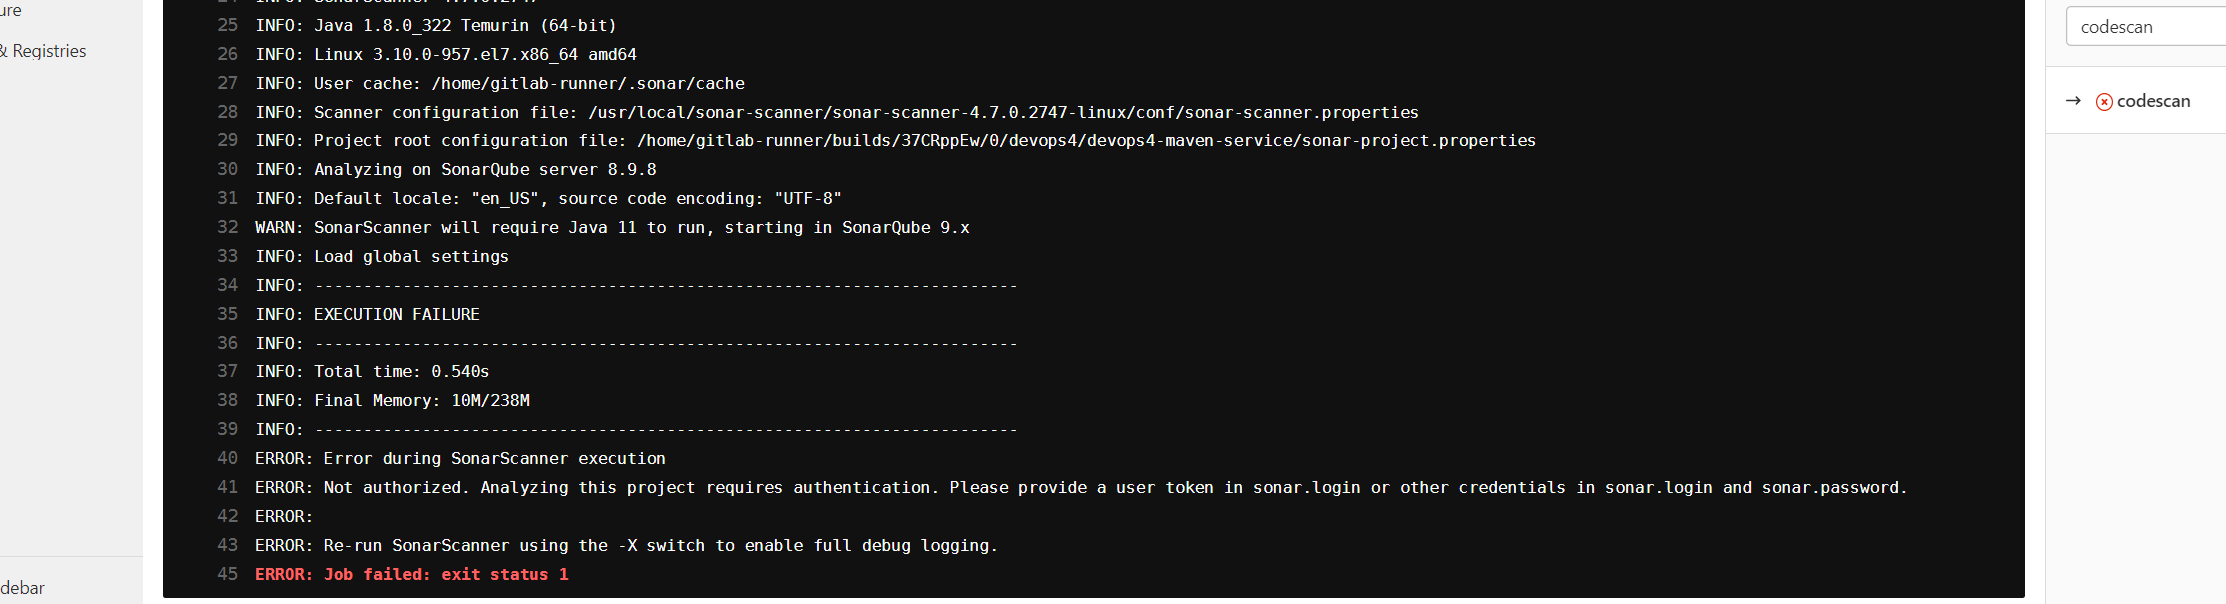 ure
& Registries
debar
24 INFO: SonarScanner 4.7.0.2747
25 INFO: Java 1.8.0_322 Temurin (64-bit)
26 INFO: Linux 3.10.0-957.el7.x86_64 amd64
27 INFO: User cache: /home/gitlab-runner/.sonar/cache
28 INFO: Scanner configuration file: /usr/local/sonar-scanner/sonar-scanner-4.7.0.2747-linux/conf/sonar-scanner.properties
29 INFO: Project root configuration file: /home/gitlab-runner/builds/37CRppEw/0/devops4/devops4-maven-service/sonar-project.properties
30 INFO: Analyzing on SonarQube server 8.9.8
31 INFO: Default locale: "en_US", source code encoding: "UTF-8"
32 WARN: SonarScanner will require Java 11 to run, starting in SonarQube 9.x
33 INFO: Load global settings
34 INFO: ------------------------------------------------------------------------
35 INFO: EXECUTION FAILURE
36 INFO: ------------------------------------------------------------------------
37 INFO: Total time: 0.540s
38 INFO: Final Memory: 10M/238M
39 INFO: ------------------------------------------------------------------------
40 ERROR: Error during SonarScanner execution
41 ERROR: Not authorized. Analyzing this project requires authentication. Please provide a user token in sonar.login or other credentials in sonar.login and sonar.password.
42 ERROR:
43 ERROR: Re-run SonarScanner using the -X switch to enable full debug logging.
45 ERROR: Job failed: exit status 1
codescan
→ codescan